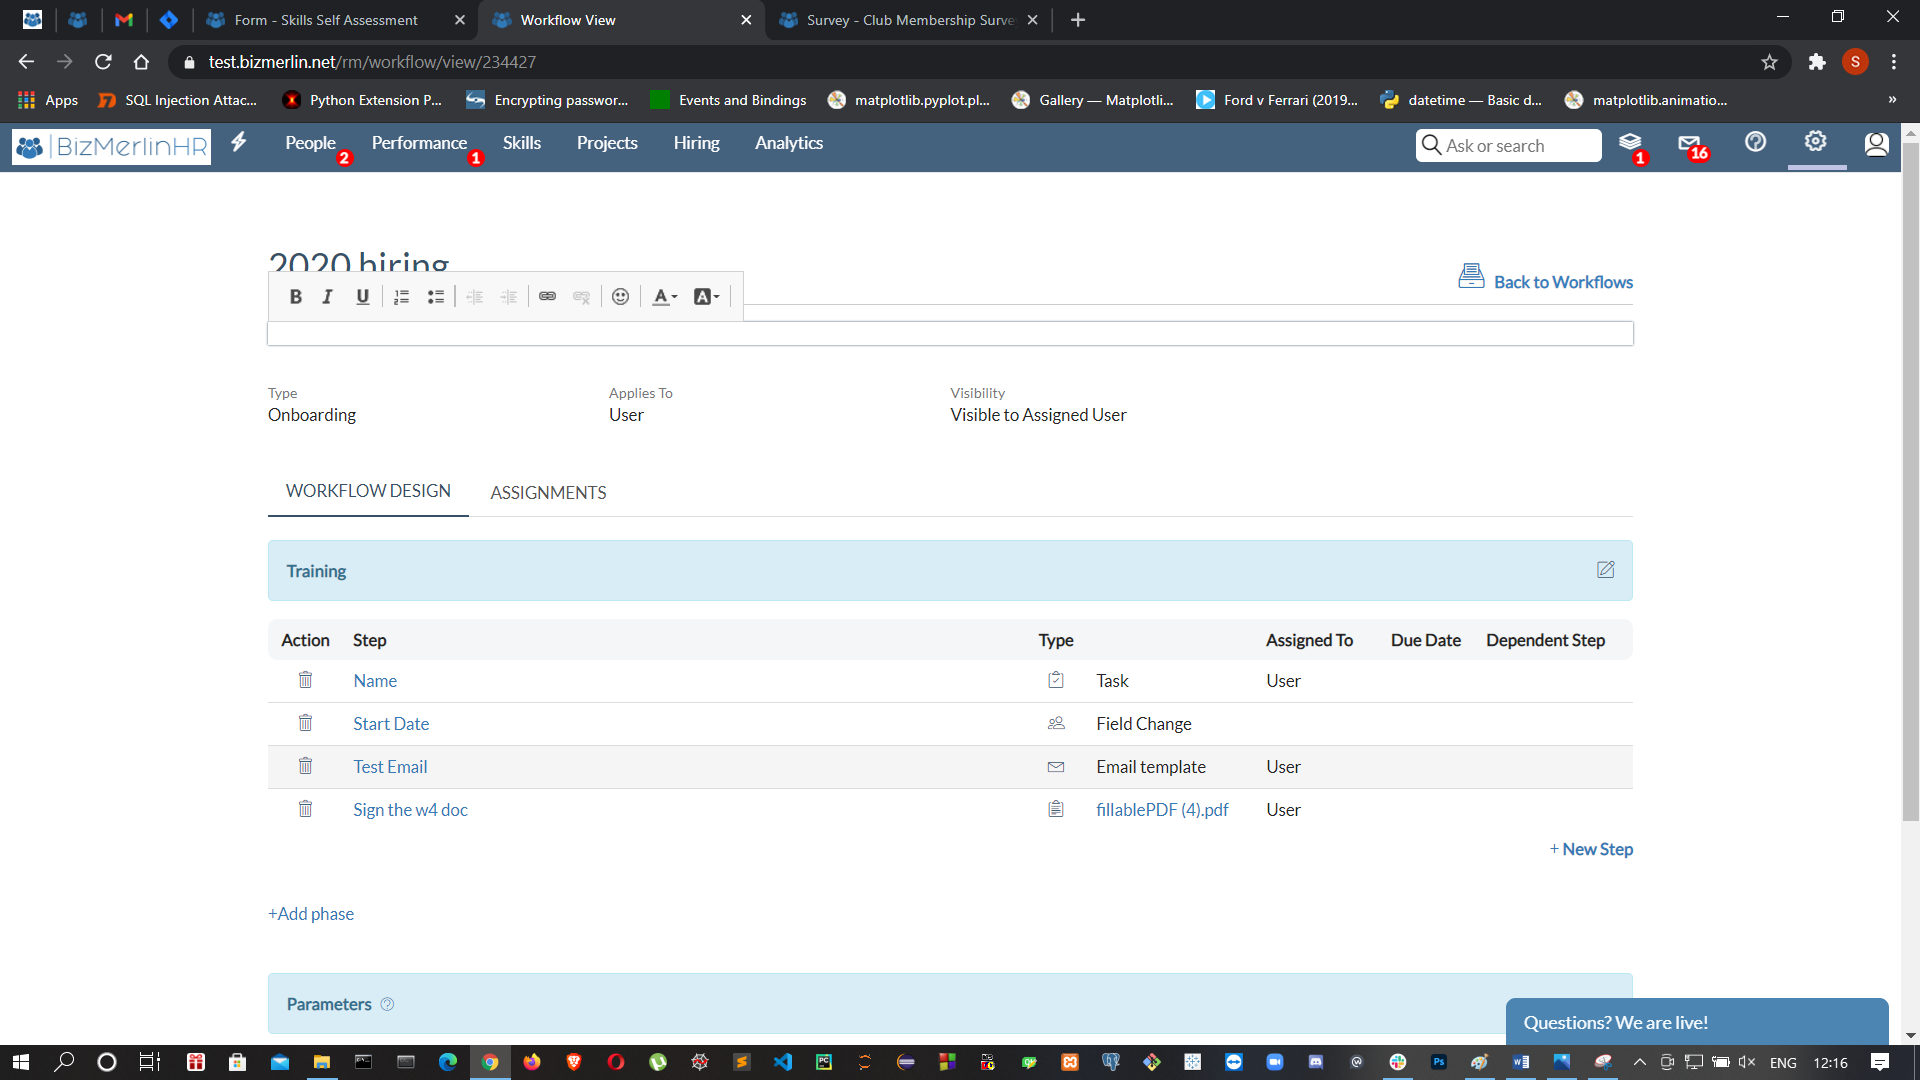 Form - Skills Self Assessment
Workflow View
Survey - Club Membership Surve
test.bizmerlin.net/rm/workflow/view/234427
S
Apps
SQL Injection Attac...
Python Extension P...
Encrypting passwor...
Events and Bindings
matplotlib.pyplot.pl...
Gallery — Matplotli...
Ford v Ferrari (2019...
datetime — Basic d...
matplotlib.animatio...
»
BizMerlinHR
People 2
Performance 1
Skills
Projects
Hiring
Analytics
Ask or search
1
16
2020 hiring
Back to Workflows
B I U
A A
Type
Applies To
Visibility
Onboarding
User
Visible to Assigned User
WORKFLOW DESIGN
ASSIGNMENTS
Training
Action Step Type Assigned To Due Date Dependent Step
Name Task User
Start Date Field Change
Test Email Email template User
Sign the w4 doc fillablePDF (4).pdf User
+ New Step
+Add phase
Parameters
Questions? We are live!
ENG
12:16